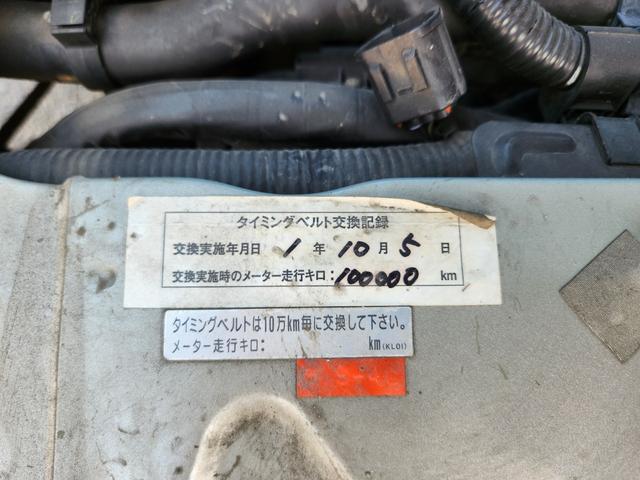 タイミングベルト交換記録
交換実施年月日 1 年 10 月 5 日
交換実施時のメーター走行キロ：100000 km
タイミングベルトは10万km毎に交換して下さい。
メーター走行キロ： km(KL01)